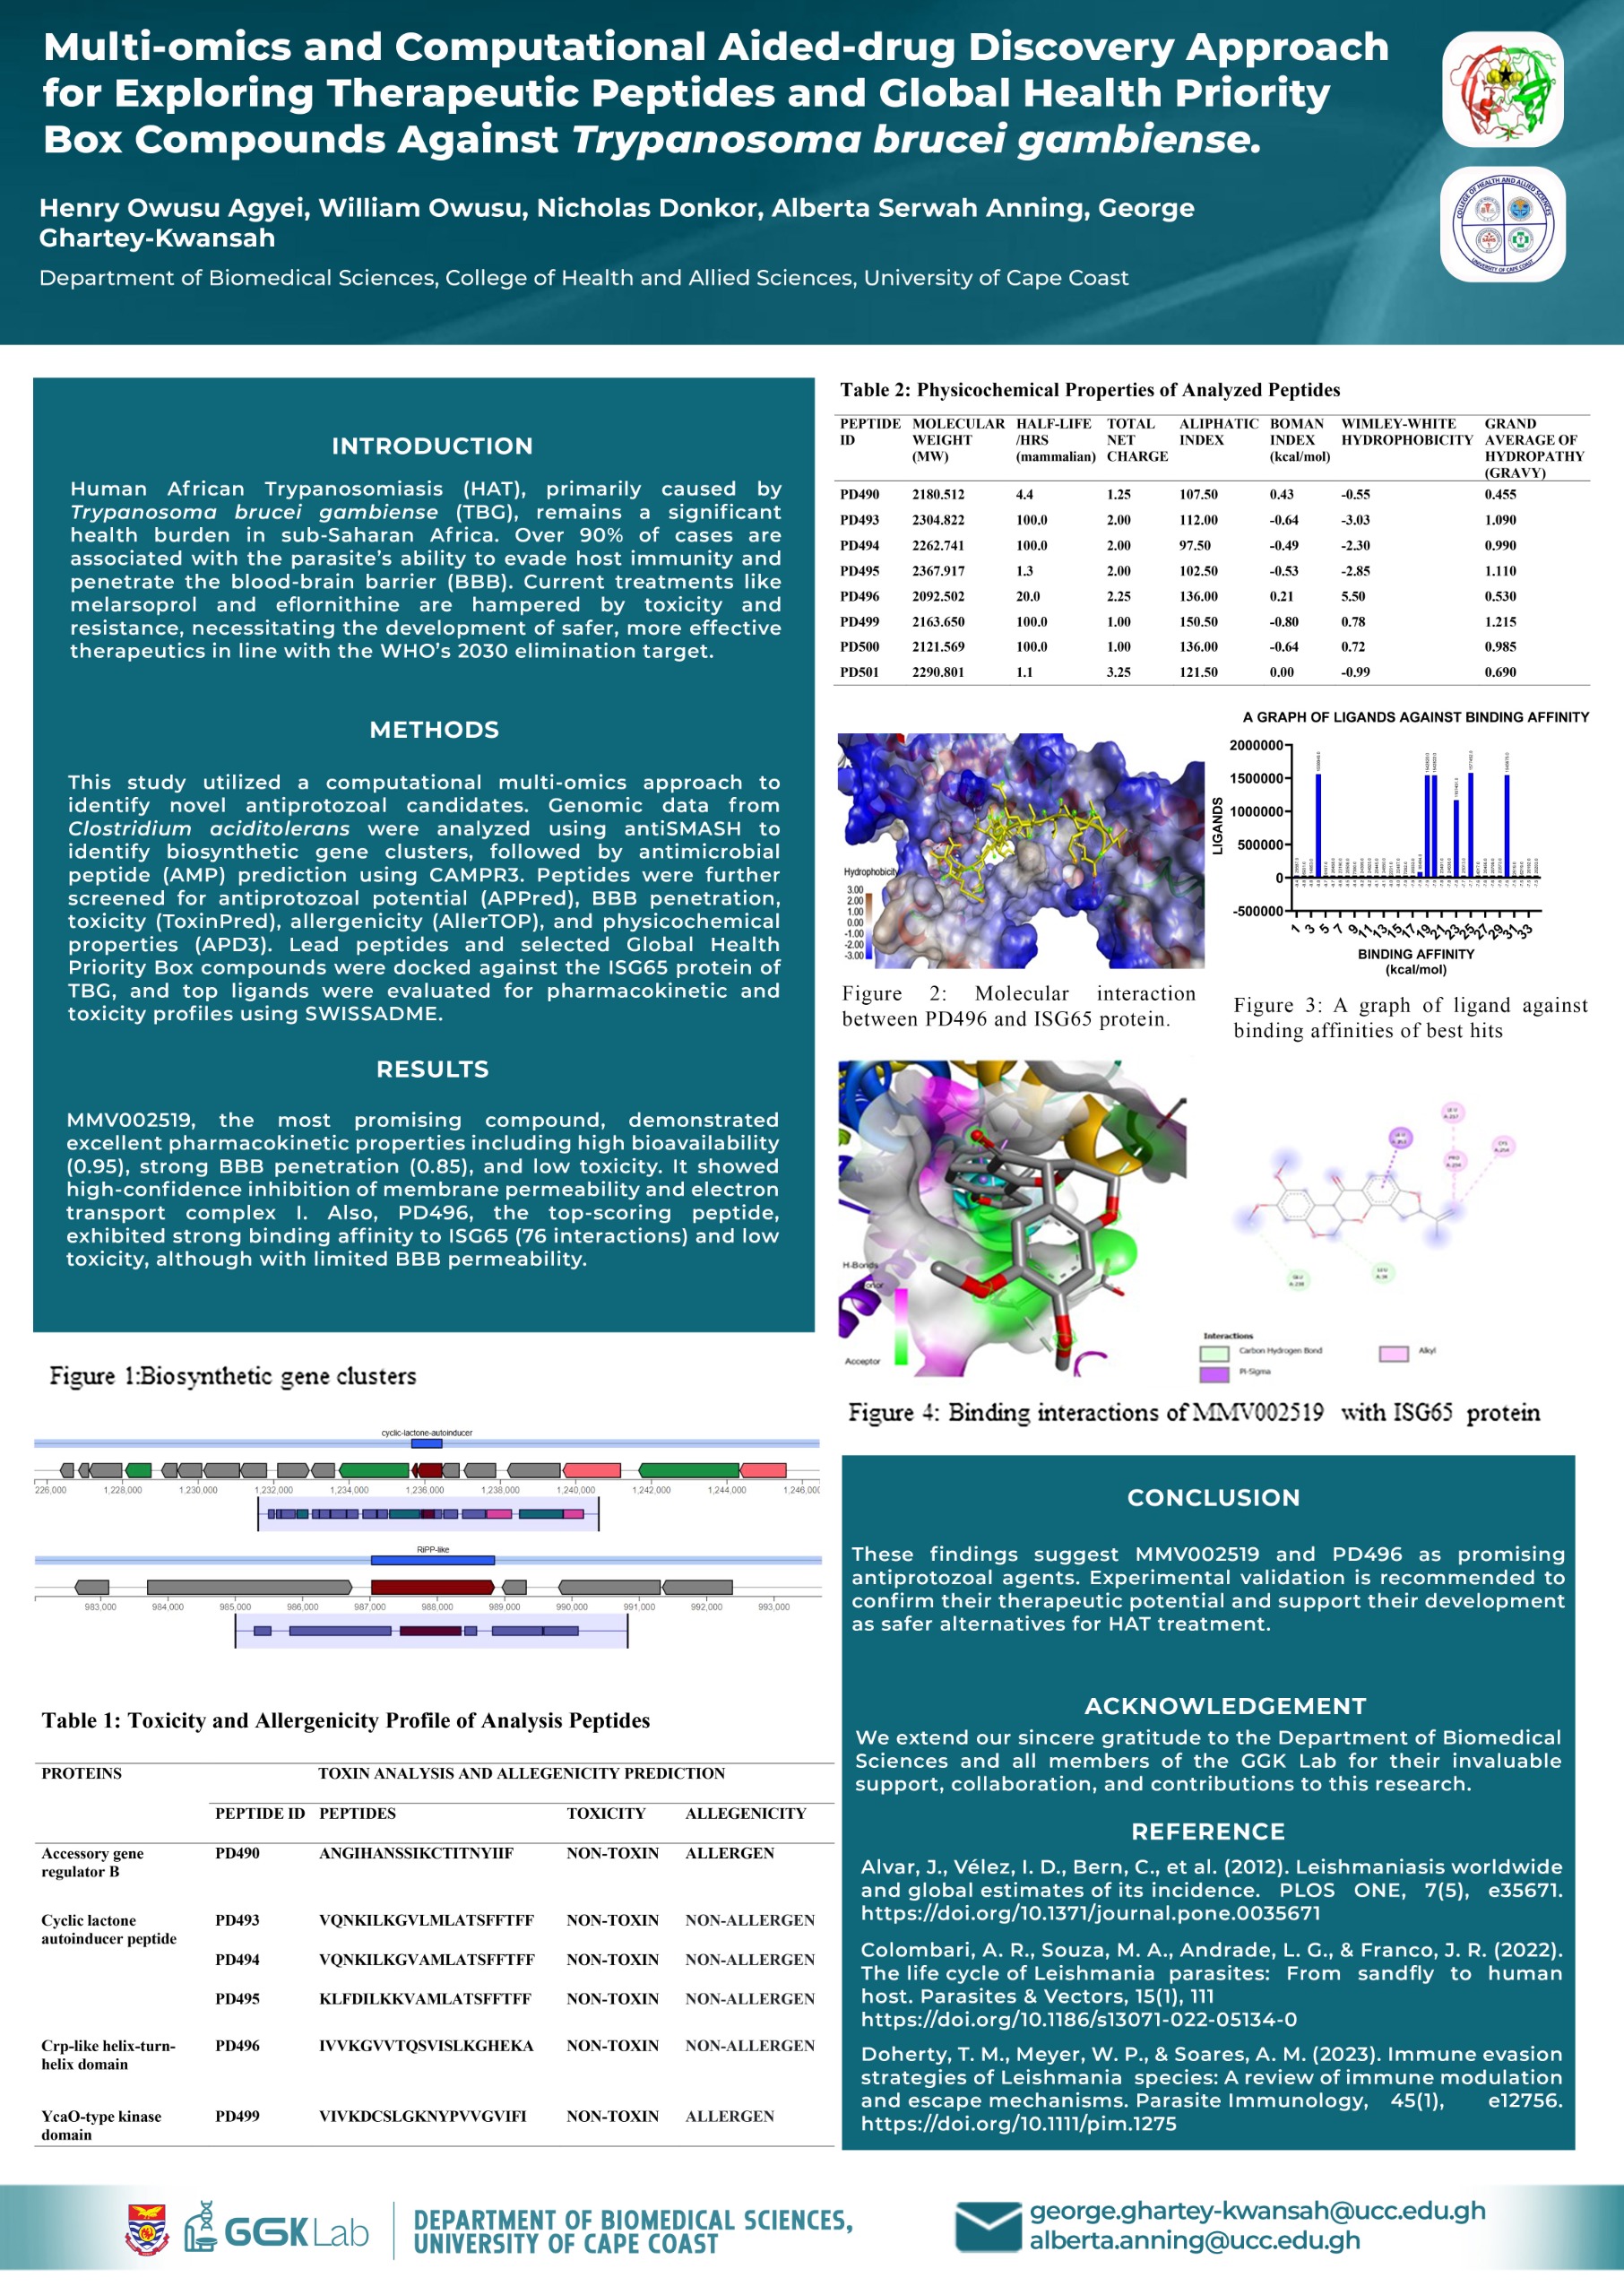 Multi-omics and Computational Aided-drug Discovery Approach
for Exploring Therapeutic Peptides and Global Health Priority
Box Compounds Against Trypanosoma brucei gambiense.
Henry Owusu Agyei, William Owusu, Nicholas Donkor, Alberta Serwah Anning, George
Ghartey-Kwansah
Department of Biomedical Sciences, College of Health and Allied Sciences, University of Cape Coast
COLLEGE OF HEALTH AND ALLIED SCIENCES
UNIVERSITY OF CAPE COAST
INTRODUCTION
Human African Trypanosomiasis (HAT), primarily caused by
Trypanosoma brucei gambiense (TBG), remains a significant
health burden in sub-Saharan Africa. Over 90% of cases are
associated with the parasite's ability to evade host immunity and
penetrate the blood-brain barrier (BBB). Current treatments like
melarsoprol and eflornithine are hampered by toxicity and
resistance, necessitating the development of safer, more effective
therapeutics in line with the WHO's 2030 elimination target.
METHODS
This study utilized a computational multi-omics approach to
identify novel antiprotozoal candidates. Genomic data from
Clostridium aciditolerans were analyzed using antiSMASH to
identify biosynthetic gene clusters, followed by antimicrobial
peptide (AMP) prediction using CAMPR3. Peptides were further
screened for antiprotozoal potential (APPred), BBB penetration,
toxicity (ToxinPred), allergenicity (AllerTOP), and physicochemical
properties (APD3). Lead peptides and selected Global Health
Priority Box compounds were docked against the ISG65 protein of
TBG, and top ligands were evaluated for pharmacokinetic and
toxicity profiles using SWISSADME.
RESULTS
MMV002519, the most promising compound, demonstrated
excellent pharmacokinetic properties including high bioavailability
(0.95), strong BBB penetration (0.85), and low toxicity. It showed
high-confidence inhibition of membrane permeability and electron
transport complex I. Also, PD496, the top-scoring peptide,
exhibited strong binding affinity to ISG65 (76 interactions) and low
toxicity, although with limited BBB permeability.
Figure 1:Biosynthetic gene clusters
cyclic-lactone-autoinducer
226,000 1,228,000 1,230,000 1,232,000 1,234,000 1,236,000 1,238,000 1,240,000 1,242,000 1,244,000 1,246,000
RiPP-like
983,000 984,000 985,000 986,000 987,000 988,000 989,000 990,000 991,000 992,000 993,000
Table 1: Toxicity and Allergenicity Profile of Analysis Peptides
PROTEINS TOXIN ANALYSIS AND ALLEGENICITY PREDICTION
PEPTIDE ID PEPTIDES TOXICITY ALLEGENICITY
Accessory gene PD490 ANGIHANSSIKCTITNYIIF NON-TOXIN ALLERGEN
regulator B
Cyclic lactone PD493 VQNKILKGVLMLATSFFTFF NON-TOXIN NON-ALLERGEN
autoinducer peptide
PD494 VQNKILKGVAMLATSFFTFF NON-TOXIN NON-ALLERGEN
PD495 KLFDILKKVAMLATSFFTFF NON-TOXIN NON-ALLERGEN
Crp-like helix-turn- PD496 IVVKGVVTQSVISLKGHEKA NON-TOXIN NON-ALLERGEN
helix domain
YcaO-type kinase PD499 VIVKDCSLGKNYPVVGVIFI NON-TOXIN ALLERGEN
domain
Table 2: Physicochemical Properties of Analyzed Peptides
PEPTIDE MOLECULAR HALF-LIFE TOTAL ALIPHATIC BOMAN WIMLEY-WHITE GRAND
ID WEIGHT /HRS NET INDEX INDEX HYDROPHOBICITY AVERAGE OF
(MW) (mammalian) CHARGE (kcal/mol) HYDROPATHY
(GRAVY)
PD490 2180.512 4.4 1.25 107.50 0.43 -0.55 0.455
PD493 2304.822 100.0 2.00 112.00 -0.64 -3.03 1.090
PD494 2262.741 100.0 2.00 97.50 -0.49 -2.30 0.990
PD495 2367.917 1.3 2.00 102.50 -0.53 -2.85 1.110
PD496 2092.502 20.0 2.25 136.00 0.21 5.50 0.530
PD499 2163.650 100.0 1.00 150.50 -0.80 0.78 1.215
PD500 2121.569 100.0 1.00 136.00 -0.64 0.72 0.985
PD501 2290.801 1.1 3.25 121.50 0.00 -0.99 0.690
Hydrophobicity
3.00
2.00
1.00
0.00
-1.00
-2.00
-3.00
Figure 2: Molecular interaction
between PD496 and ISG65 protein.
A GRAPH OF LIGANDS AGAINST BINDING AFFINITY
LIGANDS
2000000
1500000
1000000
500000
0
-500000
1 3 5 7 9 11 13 15 17 19 21 23 25 27 29 31 33
BINDING AFFINITY
(kcal/mol)
Figure 3: A graph of ligand against
binding affinities of best hits
H-Bonds
Donor
Acceptor
Interactions
Carbon Hydrogen Bond
Pi-Sigma
Alkyl
Figure 4: Binding interactions of MMV002519 with ISG65 protein
CONCLUSION
These findings suggest MMV002519 and PD496 as promising
antiprotozoal agents. Experimental validation is recommended to
confirm their therapeutic potential and support their development
as safer alternatives for HAT treatment.
ACKNOWLEDGEMENT
We extend our sincere gratitude to the Department of Biomedical
Sciences and all members of the GGK Lab for their invaluable
support, collaboration, and contributions to this research.
REFERENCE
Alvar, J., Vélez, I. D., Bern, C., et al. (2012). Leishmaniasis worldwide
and global estimates of its incidence. PLOS ONE, 7(5), e35671.
https://doi.org/10.1371/journal.pone.0035671
Colombari, A. R., Souza, M. A., Andrade, L. G., & Franco, J. R. (2022).
The life cycle of Leishmania parasites: From sandfly to human
host. Parasites & Vectors, 15(1), 111
https://doi.org/10.1186/s13071-022-05134-0
Doherty, T. M., Meyer, W. P., & Soares, A. M. (2023). Immune evasion
strategies of Leishmania species: A review of immune modulation
and escape mechanisms. Parasite Immunology, 45(1), e12756.
https://doi.org/10.1111/pim.1275
GGK Lab
DEPARTMENT OF BIOMEDICAL SCIENCES,
UNIVERSITY OF CAPE COAST
george.ghartey-kwansah@ucc.edu.gh
alberta.anning@ucc.edu.gh